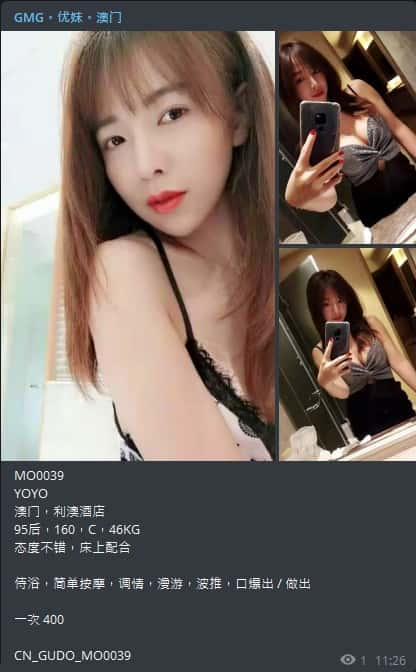 GMG・优妹・澳门
MO0039
YOYO
澳门，利澳酒店
95后，160，C，46KG
态度不错，床上配合
侍浴，简单按摩，调情，漫游，波推，口爆出 / 做出
一次 400
CN_GUDO_MO0039
1 11:26